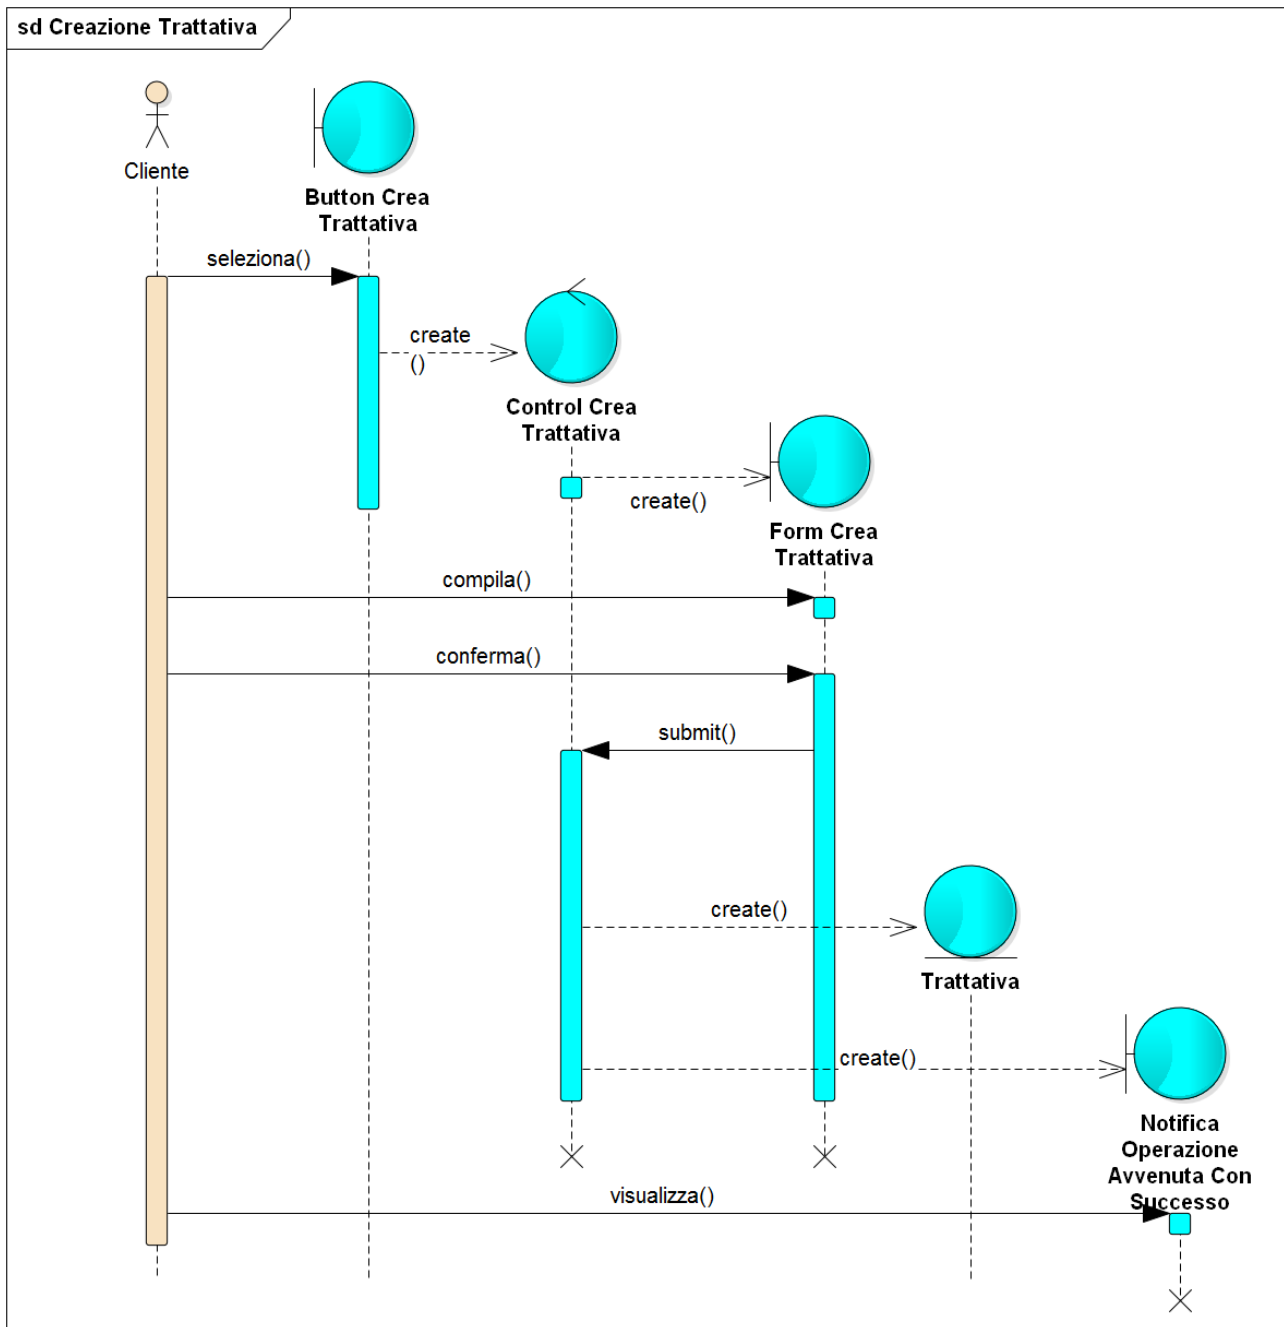 sd Creazione Trattativa
Cliente
Button Crea
Trattativa
seleziona()
create
()
Control Crea
Trattativa
create()
Form Crea
Trattativa
compila()
conferma()
submit()
create()
Trattativa
create()
Notifica
Operazione
Avvenuta Con
Successo
visualizza()